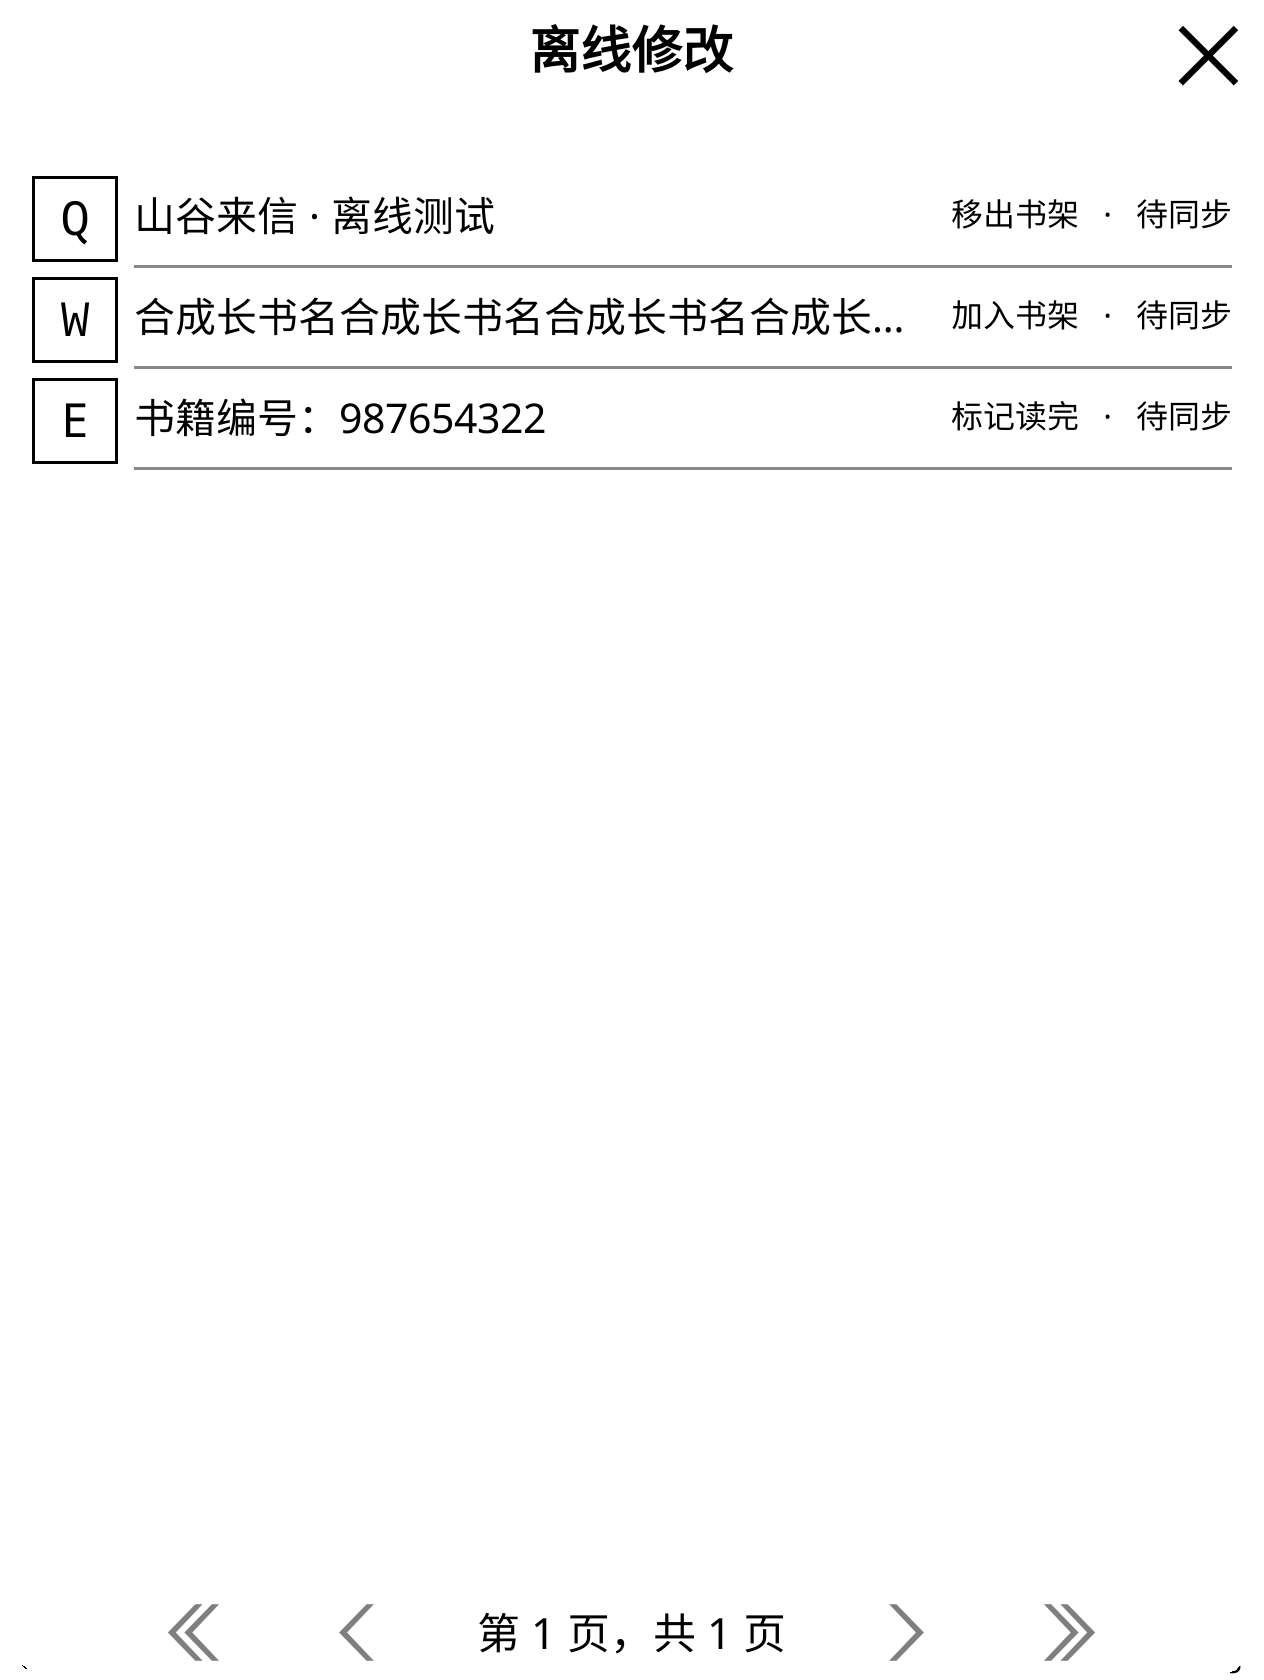 离线修改
Q 山谷来信 · 离线测试 移出书架 · 待同步
W 合成长书名合成长书名合成长书名合成长... 加入书架 · 待同步
E 书籍编号：987654322 标记读完 · 待同步
第 1 页，共 1 页